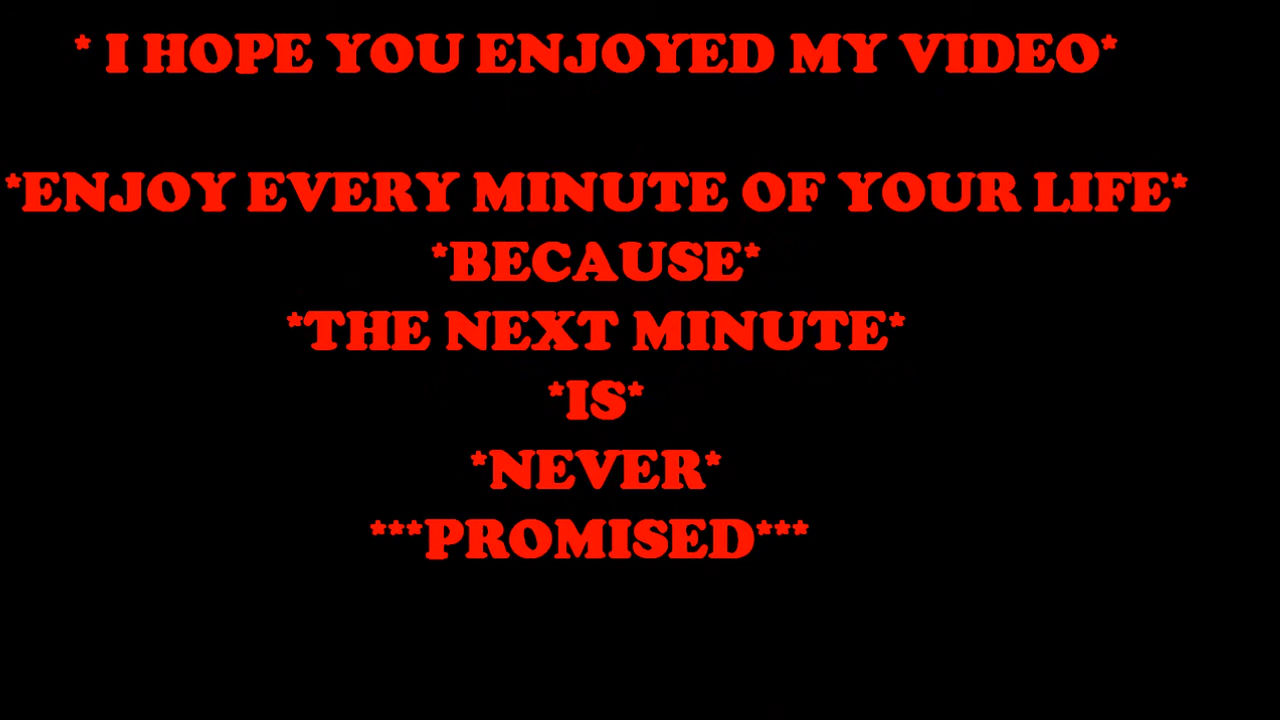 * I HOPE YOU ENJOYED MY VIDEO*
*ENJOY EVERY MINUTE OF YOUR LIFE*
*BECAUSE*
*THE NEXT MINUTE*
*IS*
*NEVER*
***PROMISED***